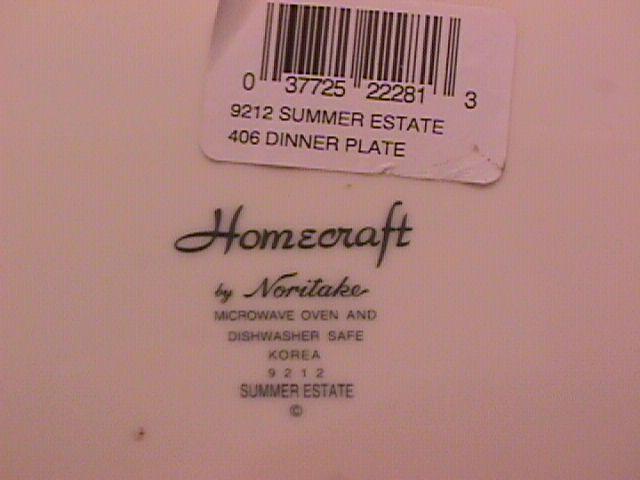 0 37725 22281 3
9212 SUMMER ESTATE
406 DINNER PLATE
Homecraft
by Noritake
MICROWAVE OVEN AND
DISHWASHER SAFE
KOREA
9212
SUMMER ESTATE
©